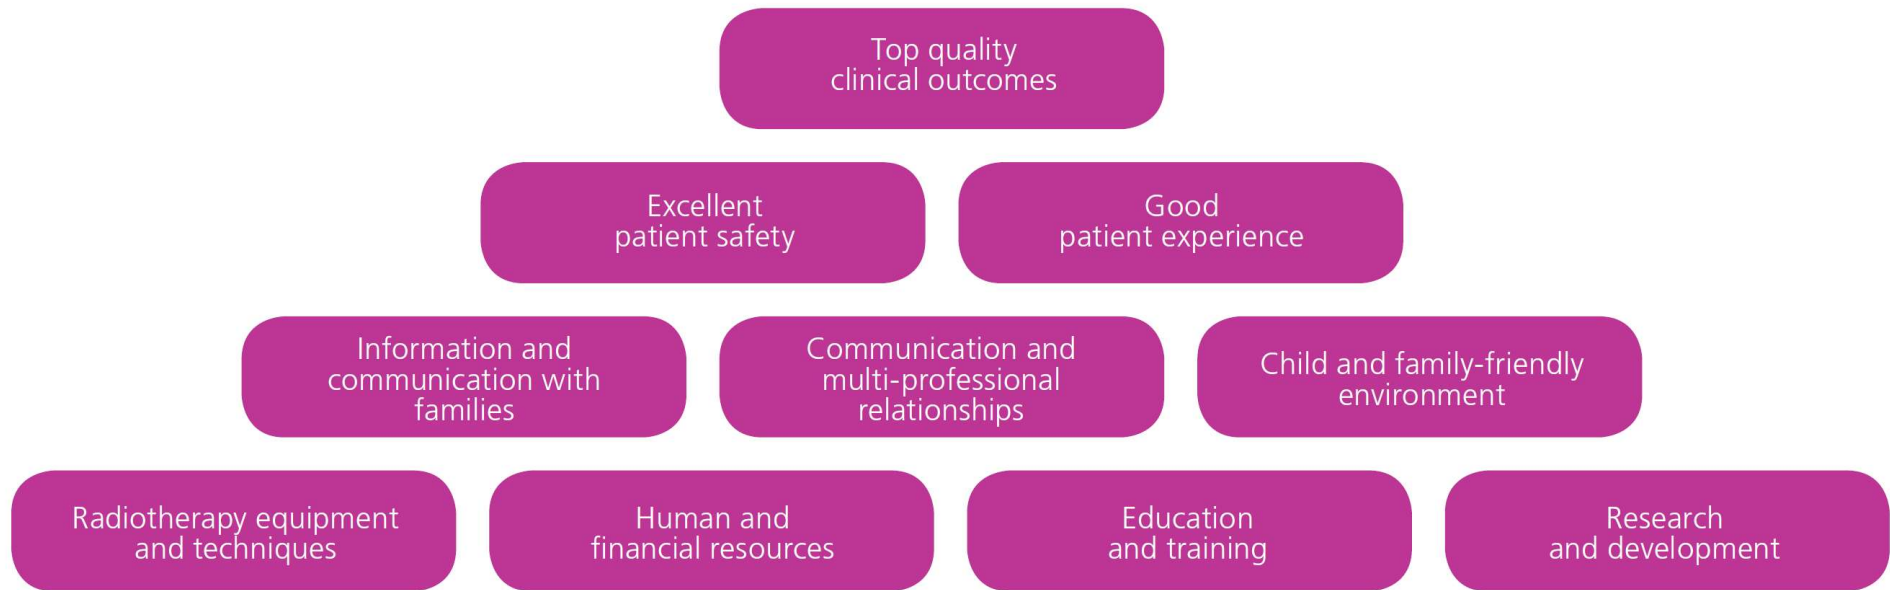 Top quality
clinical outcomes
Excellent
patient safety
Good
patient experience
Information and
communication with
families
Communication and
multi-professional
relationships
Child and family-friendly
environment
Radiotherapy equipment
and techniques
Human and
financial resources
Education
and training
Research
and development